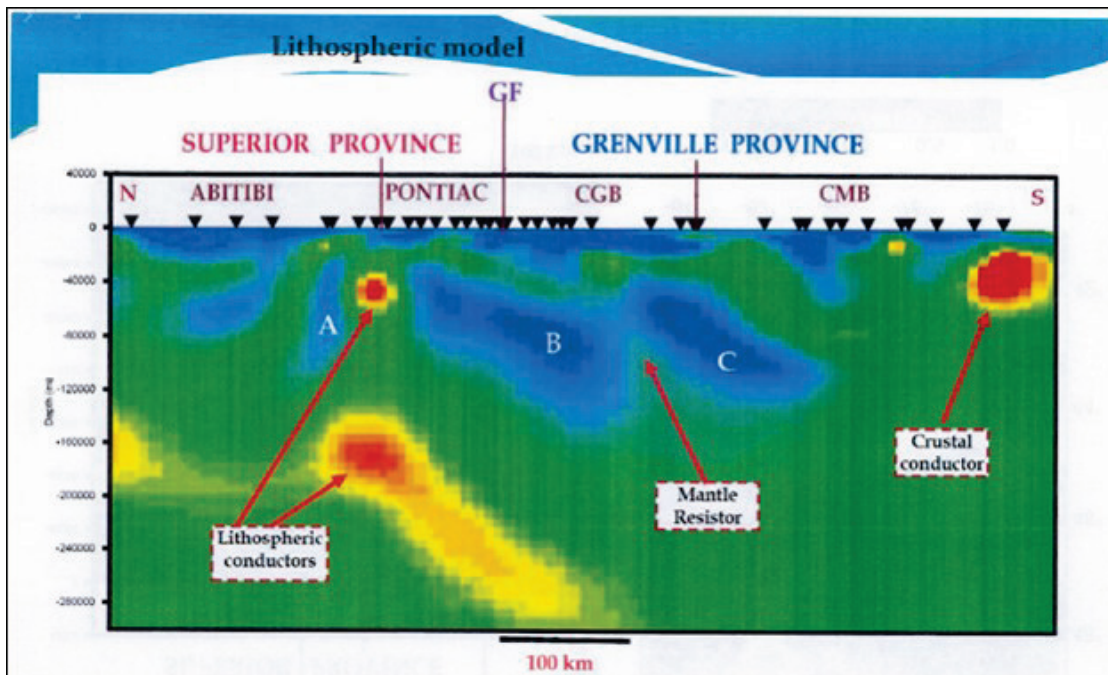 Lithospheric model
GF
SUPERIOR PROVINCE
GRENVILLE PROVINCE
40000
N
ABITIBI
PONTIAC
CGB
CMB
S
0
-40000
-80000
-120000
-160000
-200000
-240000
-280000
Depth (m)
A
B
C
Lithospheric
conductors
Mantle
Resistor
Crustal
conductor
100 km